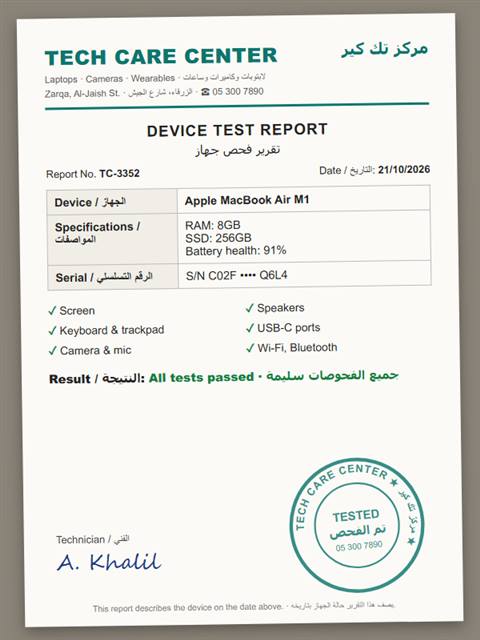 TECH CARE CENTER
مركز تك كير
Laptops · Cameras · Wearables · لابتوبات وكاميرات وساعات
Zarqa, Al-Jaish St. · الزرقاء، شارع الجيش · ☎ 05 300 7890
DEVICE TEST REPORT
تقرير فحص جهاز
Report No. TC-3352
Date / التاريخ: 21/10/2026
Device / الجهاز
Apple MacBook Air M1
Specifications / المواصفات
RAM: 8GB
SSD: 256GB
Battery health: 91%
Serial / الرقم التسلسلي
S/N C02F •••• Q6L4
✓ Screen
✓ Speakers
✓ Keyboard & trackpad
✓ USB-C ports
✓ Camera & mic
✓ Wi-Fi, Bluetooth
Result / النتيجة: All tests passed · جميع الفحوصات سليمة
TECH CARE CENTER ★ مركز تك كير ★
TESTED
تم الفحص
05 300 7890
Technician / الفني
A. Khalil
This report describes the device on the date above. · يصف هذا التقرير حالة الجهاز بتاريخه.